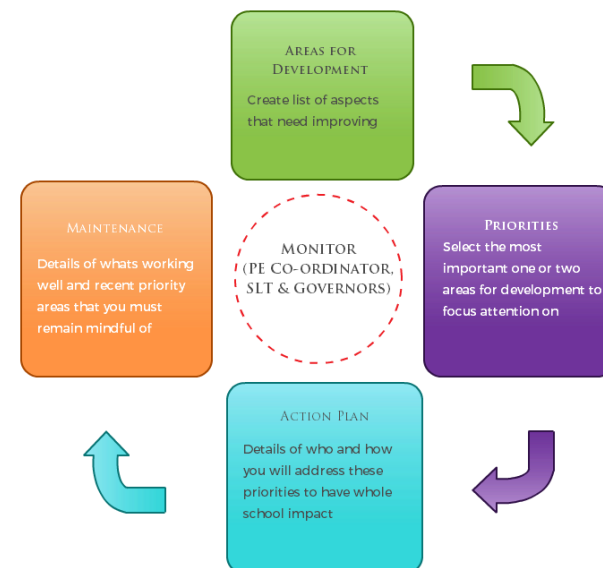 AREAS FOR
DEVELOPMENT
Create list of aspects
that need improving
PRIORITIES
Select the most
important one or two
areas for development to
focus attention on
ACTION PLAN
Details of who and how
you will address these
priorities to have whole
school impact
MAINTENANCE
Details of whats working
well and recent priority
areas that you must
remain mindful of
MONITOR
(PE CO-ORDINATOR,
SLT & GOVERNORS)